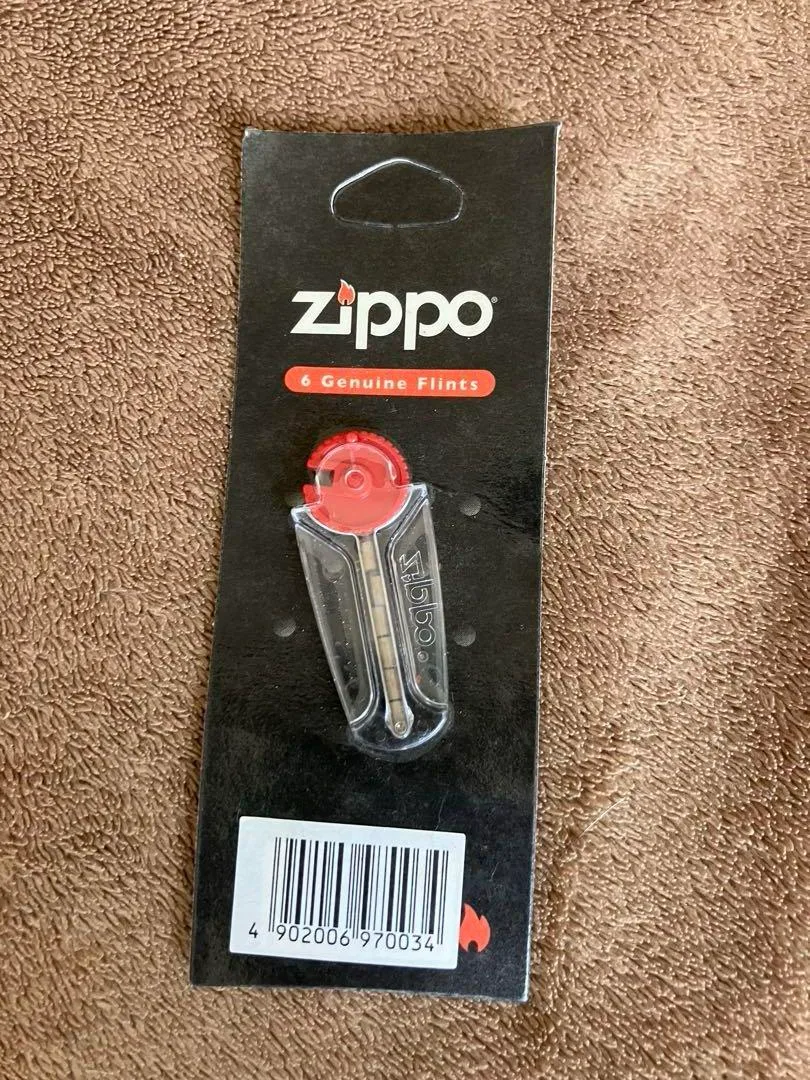 zippo®
6 Genuine Flints
zippo
4 902006 970034